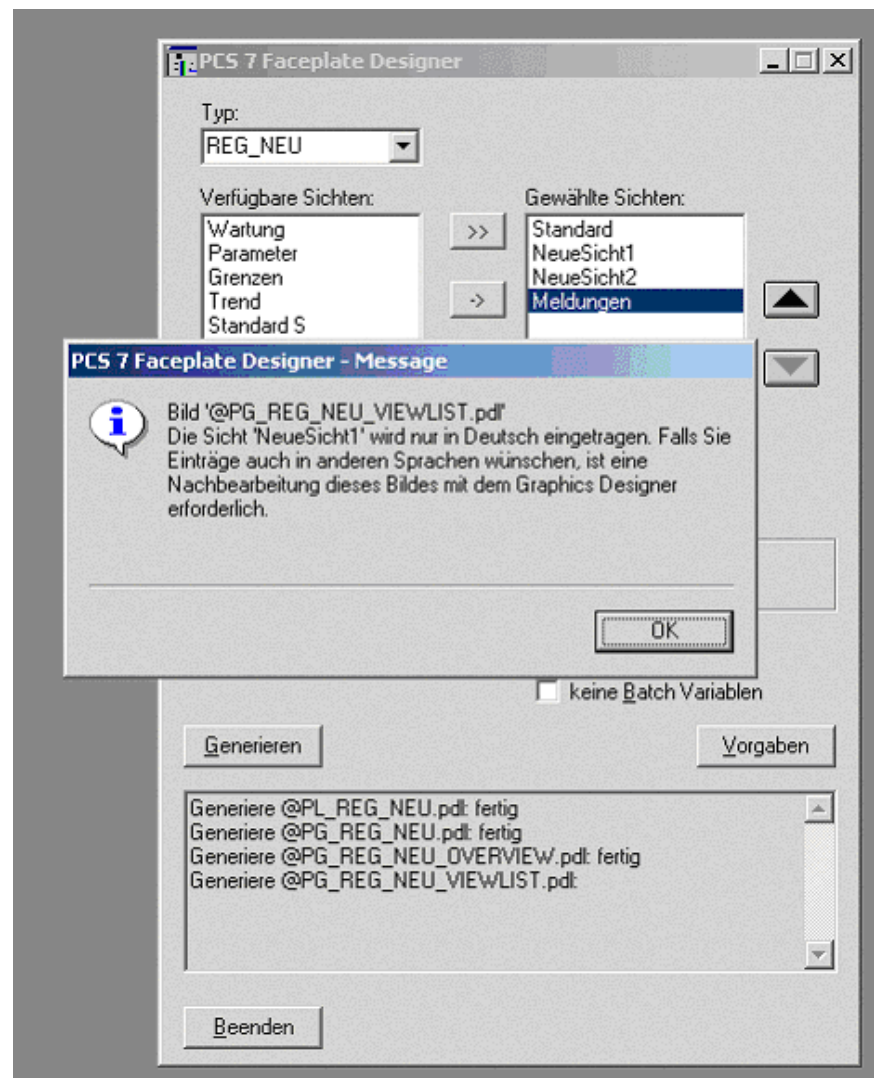 PCS 7 Faceplate Designer
Typ:
REG_NEU
Verfügbare Sichten:
Gewählte Sichten:
Wartung
Parameter
Grenzen
Trend
Standard S
>>
->
Standard
NeueSicht1
NeueSicht2
Meldungen
PCS 7 Faceplate Designer - Message
Bild '@PG_REG_NEU_VIEWLIST.pdl'
Die Sicht 'NeueSicht1' wird nur in Deutsch eingetragen. Falls Sie
Einträge auch in anderen Sprachen wünschen, ist eine
Nachbearbeitung dieses Bildes mit dem Graphics Designer
erforderlich.
OK
keine Batch Variablen
Generieren
Vorgaben
Generiere @PL_REG_NEU.pdl: fertig
Generiere @PG_REG_NEU.pdl: fertig
Generiere @PG_REG_NEU_OVERVIEW.pdl: fertig
Generiere @PG_REG_NEU_VIEWLIST.pdl:
Beenden